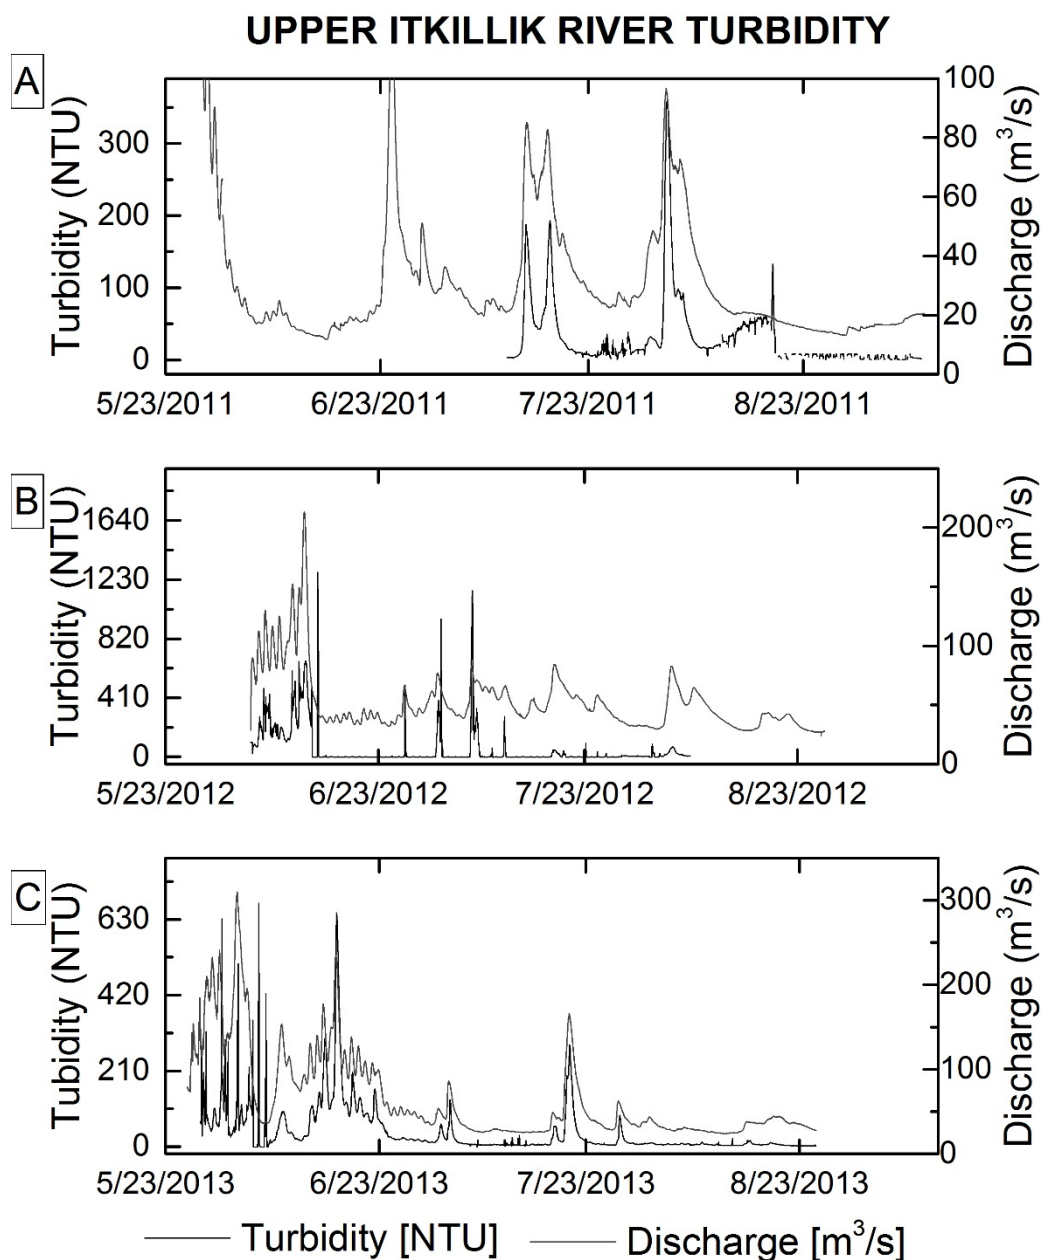 UPPER ITKILLIK RIVER TURBIDITY
A
Turbidity (NTU)
300
200
100
0
100
80
60
40
20
0
Discharge (m³/s)
5/23/2011 6/23/2011 7/23/2011 8/23/2011
B
Turbidity (NTU)
1640
1230
820
410
0
200
100
0
Discharge (m³/s)
5/23/2012 6/23/2012 7/23/2012 8/23/2012
C
Tubidity (NTU)
630
420
210
0
300
200
100
0
Discharge (m³/s)
5/23/2013 6/23/2013 7/23/2013 8/23/2013
Turbidity [NTU] Discharge [m³/s]